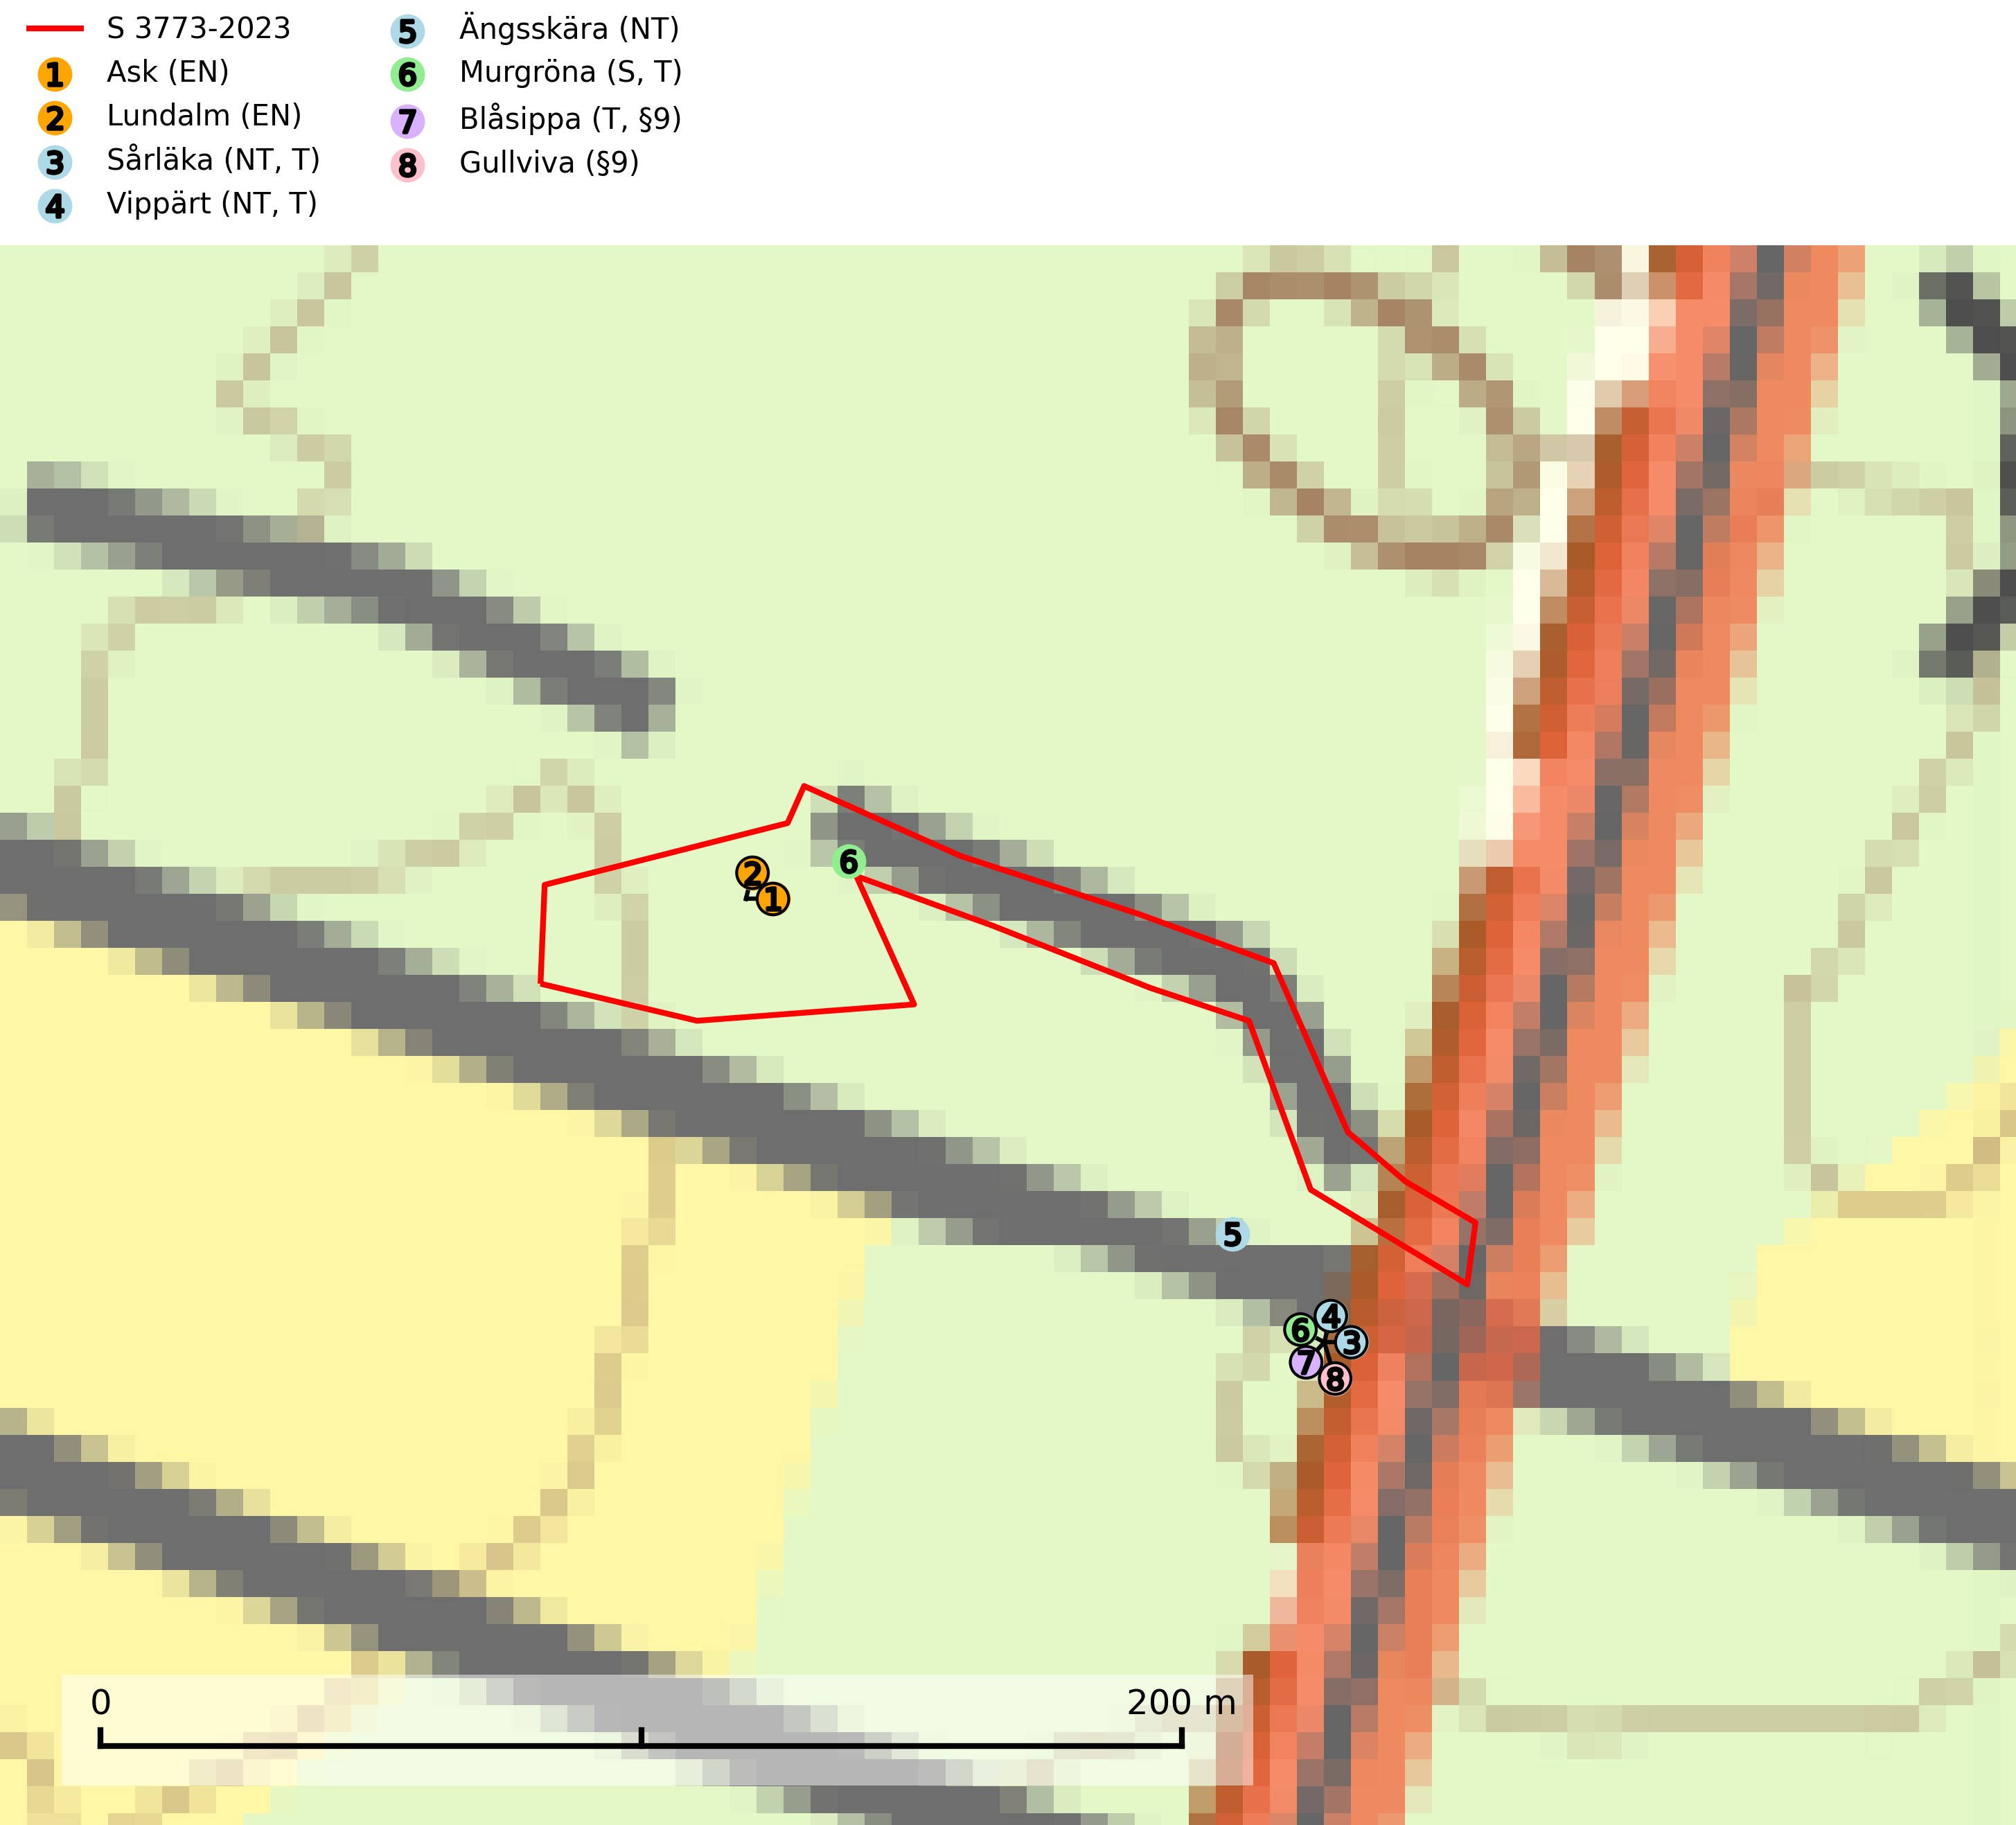 S 3773-2023
1 Ask (EN)
2 Lundalm (EN)
3 Sårläka (NT, T)
4 Vippärt (NT, T)
5 Ängsskära (NT)
6 Murgröna (S, T)
7 Blåsippa (T, §9)
8 Gullviva (§9)
6
2
1
5
4
6
3
7
8
0 200 m